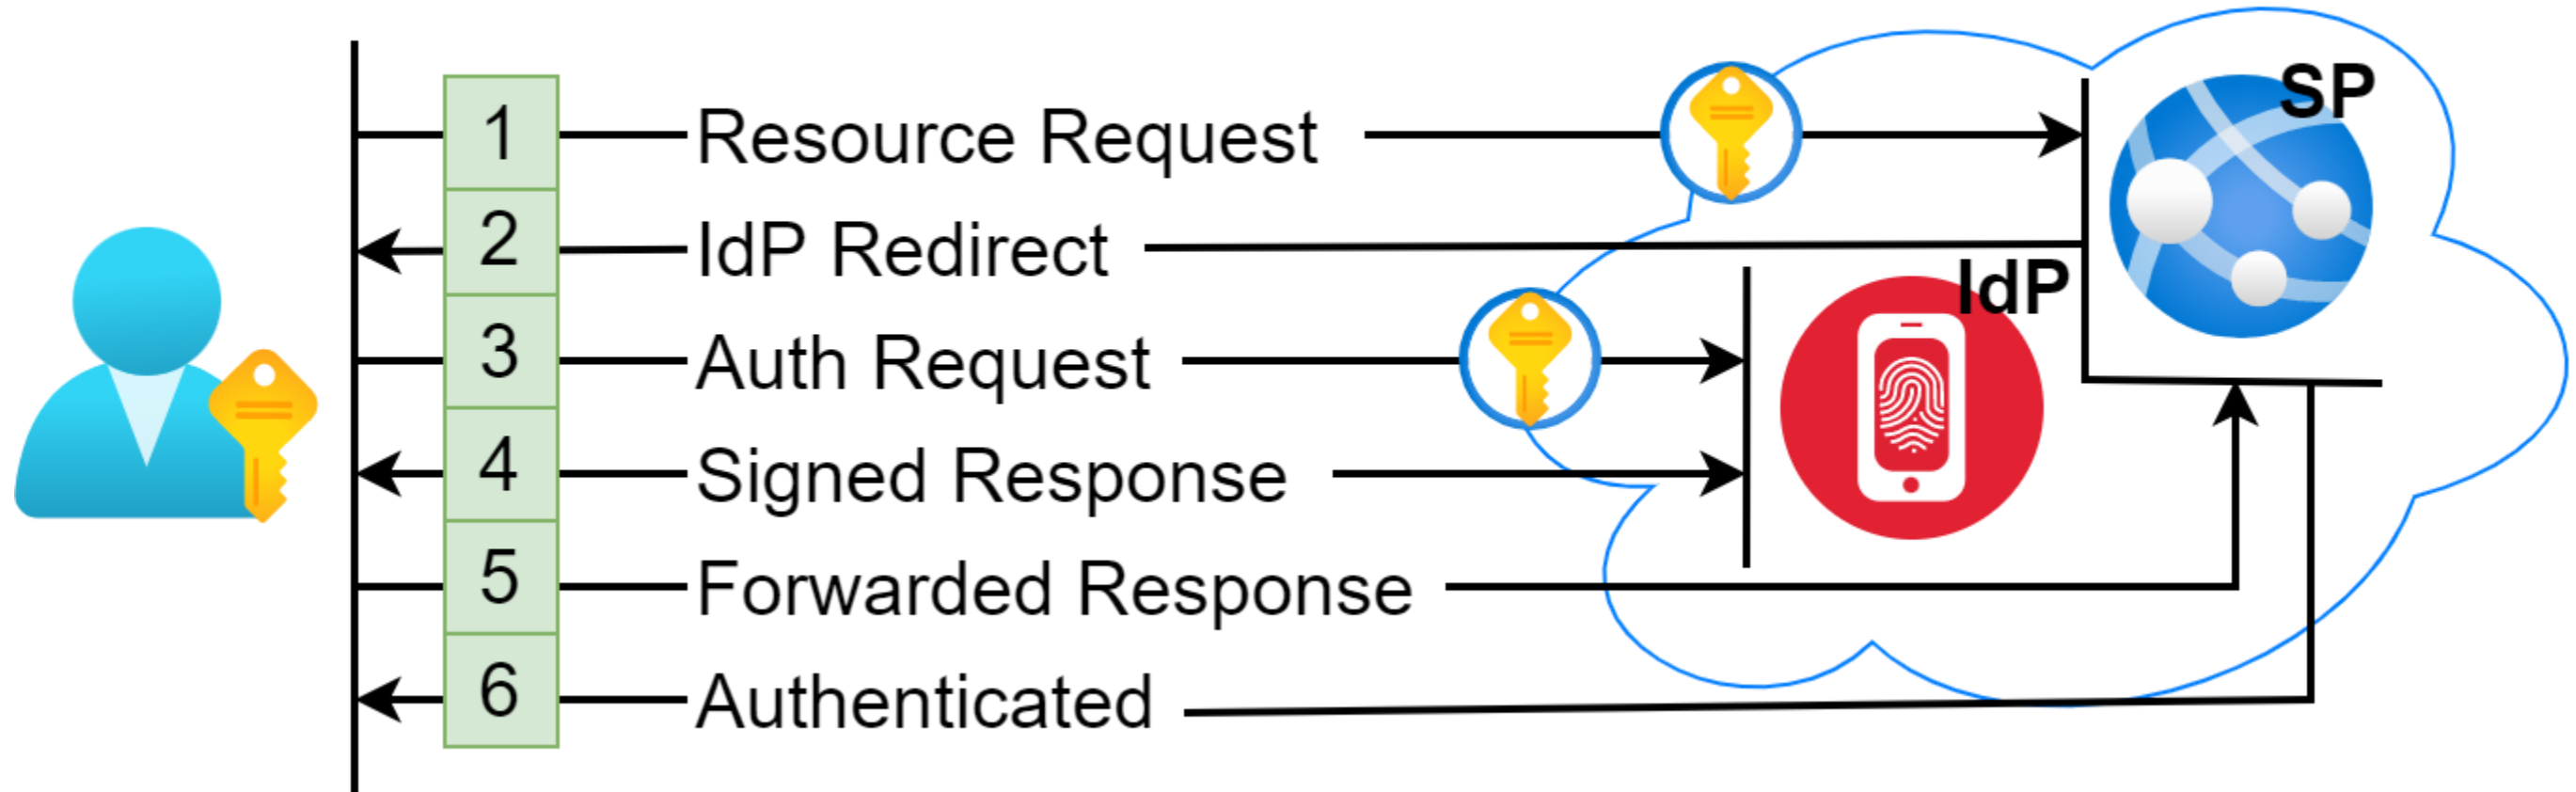 SP
1 Resource Request
2 IdP Redirect
IdP
3 Auth Request
4 Signed Response
5 Forwarded Response
6 Authenticated